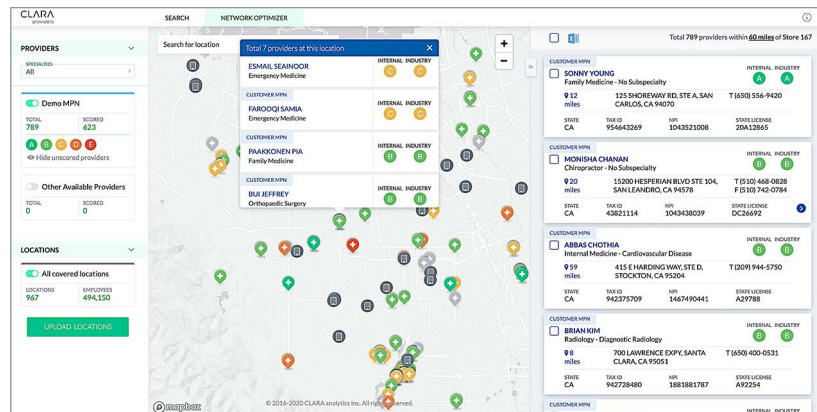 CLARA
providers
SEARCH
NETWORK OPTIMIZER
PROVIDERS
SPECIALTIES
All
Demo MPN
TOTAL SCORED
789 623
A B C D E
Hide unscored providers
Other Available Providers
TOTAL SCORED
0 0
LOCATIONS
All covered locations
LOCATIONS EMPLOYEES
967 494,150
UPLOAD LOCATIONS
Search for location
Total 7 providers at this location
ESMAIL SEAINOOR INTERNAL INDUSTRY
Emergency Medicine C C
CUSTOMER MPN
FAROOQI SAMIA INTERNAL INDUSTRY
Emergency Medicine C C
CUSTOMER MPN
PAAKKONEN PIA INTERNAL INDUSTRY
Family Medicine B B
CUSTOMER MPN
BUI JEFFREY INTERNAL INDUSTRY
Orthopaedic Surgery B B
+
−
mapbox
© 2016-2020 CLARA analytics Inc. All rights reserved.
Total 789 providers within 60 miles of Store 167
CUSTOMER MPN
SONNY YOUNG INTERNAL INDUSTRY
Family Medicine - No Subspecialty A A
12 miles 125 SHOREWAY RD, STE A, SAN CARLOS, CA 94070 T (650) 556-9420
STATE TAX ID NPI STATE LICENSE
CA 954643269 1043521008 20A12865
CUSTOMER MPN
MONISHA CHANAN INTERNAL INDUSTRY
Chiropractor - No Subspecialty B B
20 miles 15200 HESPERIAN BLVD STE 104, SAN LEANDRO, CA 94578 T (510) 468-0828 F (510) 742-0784
STATE TAX ID NPI STATE LICENSE
CA 43821114 1043438039 DC26692
CUSTOMER MPN
ABBAS CHOTHIA INTERNAL INDUSTRY
Internal Medicine - Cardiovascular Disease B B
59 miles 415 E HARDING WAY, STE D, STOCKTON, CA 95204 T (209) 944-5750
STATE TAX ID NPI STATE LICENSE
CA 942375709 1467490441 A29788
CUSTOMER MPN
BRIAN KIM INTERNAL INDUSTRY
Radiology - Diagnostic Radiology B B
8 miles 700 LAWRENCE EXPY, SANTA CLARA, CA 95051 T (650) 400-0531
STATE TAX ID NPI STATE LICENSE
CA 942728480 1881881787 A92254
CUSTOMER MPN
INTERNAL INDUSTRY